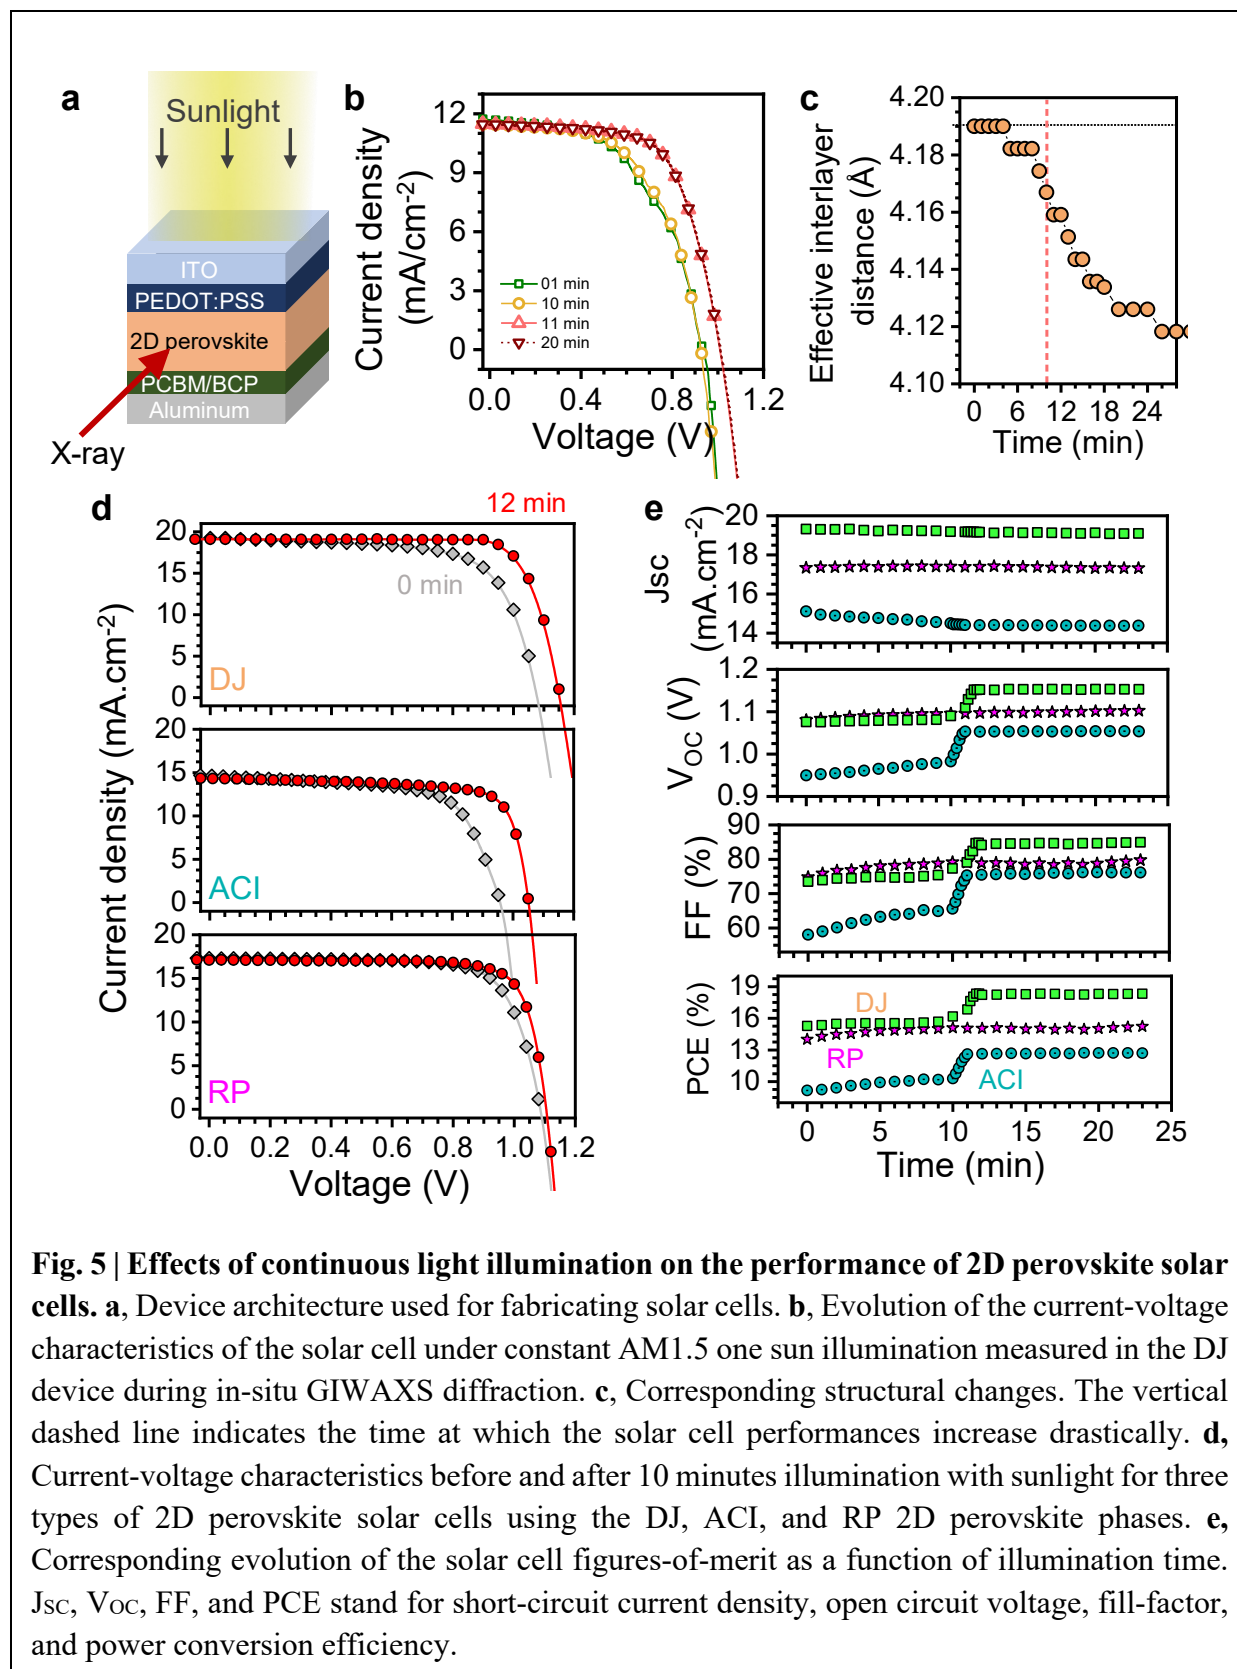 a
Sunlight
ITO
PEDOT:PSS
2D perovskite
PCBM/BCP
Aluminum
X-ray
b
Current density
(mA/cm-2)
12
9
6
3
0
01 min
10 min
11 min
20 min
0.0 0.4 0.8 1.2
Voltage (V)
c
Effective interlayer
distance (Å)
4.20
4.18
4.16
4.14
4.12
4.10
0 6 12 18 24
Time (min)
d
12 min
Current density (mA.cm-2)
20
15
10
5
0
0 min
DJ
20
15
10
5
0
ACI
20
15
10
5
0
RP
0.0 0.2 0.4 0.6 0.8 1.0 1.2
Voltage (V)
e
Jsc
(mA.cm-2)
20
18
16
14
VOC (V)
1.2
1.1
1.0
0.9
FF (%)
90
80
70
60
PCE (%)
19
16
13
10
DJ
RP
ACI
0 5 10 15 20 25
Time (min)
Fig. 5 | Effects of continuous light illumination on the performance of 2D perovskite solar
cells. a, Device architecture used for fabricating solar cells. b, Evolution of the current-voltage
characteristics of the solar cell under constant AM1.5 one sun illumination measured in the DJ
device during in-situ GIWAXS diffraction. c, Corresponding structural changes. The vertical
dashed line indicates the time at which the solar cell performances increase drastically. d,
Current-voltage characteristics before and after 10 minutes illumination with sunlight for three
types of 2D perovskite solar cells using the DJ, ACI, and RP 2D perovskite phases. e,
Corresponding evolution of the solar cell figures-of-merit as a function of illumination time.
JSC, VOC, FF, and PCE stand for short-circuit current density, open circuit voltage, fill-factor,
and power conversion efficiency.